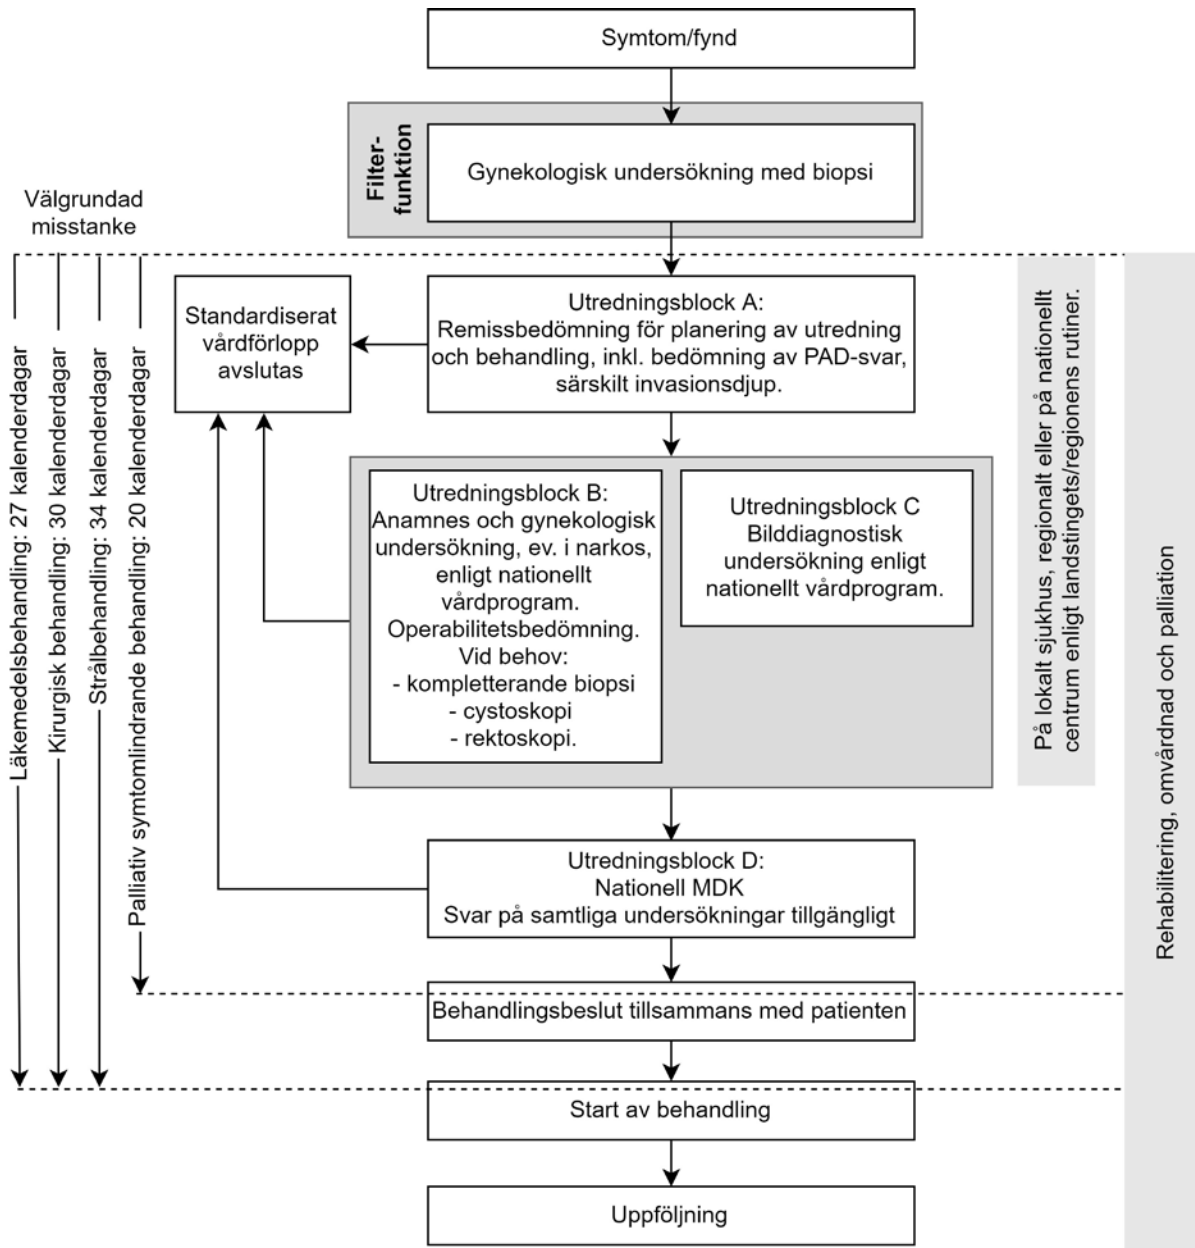 Symtom/fynd
Filter-
funktion
Gynekologisk undersökning med biopsi
Välgrundad
misstanke
Läkemedelsbehandling: 27 kalenderdagar
Kirurgisk behandling: 30 kalenderdagar
Strålbehandling: 34 kalenderdagar
Palliativ symtomlindrande behandling: 20 kalenderdagar
Standardiserat
vårdförlopp
avslutas
Utredningsblock A:
Remissbedömning för planering av utredning
och behandling, inkl. bedömning av PAD-svar,
särskilt invasionsdjup.
Utredningsblock B:
Anamnes och gynekologisk
undersökning, ev. i narkos,
enligt nationellt
vårdprogram.
Operabilitetsbedömning.
Vid behov:
- kompletterande biopsi
- cystoskopi
- rektoskopi.
Utredningsblock C
Bilddiagnostisk
undersökning enligt
nationellt vårdprogram.
På lokalt sjukhus, regionalt eller på nationellt
centrum enligt landstingets/regionens rutiner.
Rehabilitering, omvårdnad och palliation
Utredningsblock D:
Nationell MDK
Svar på samtliga undersökningar tillgängligt
Behandlingsbeslut tillsammans med patienten
Start av behandling
Uppföljning